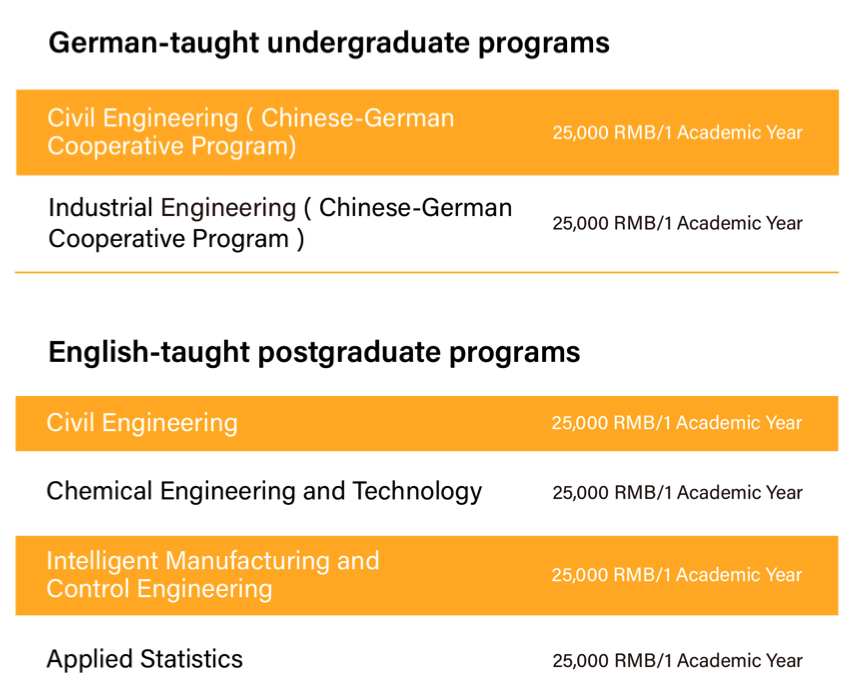 German-taught undergraduate programs
Civil Engineering ( Chinese-German
Cooperative Program)
25,000 RMB/1 Academic Year
Industrial Engineering ( Chinese-German
Cooperative Program )
25,000 RMB/1 Academic Year
English-taught postgraduate programs
Civil Engineering
25,000 RMB/1 Academic Year
Chemical Engineering and Technology
25,000 RMB/1 Academic Year
Intelligent Manufacturing and
Control Engineering
25,000 RMB/1 Academic Year
Applied Statistics
25,000 RMB/1 Academic Year